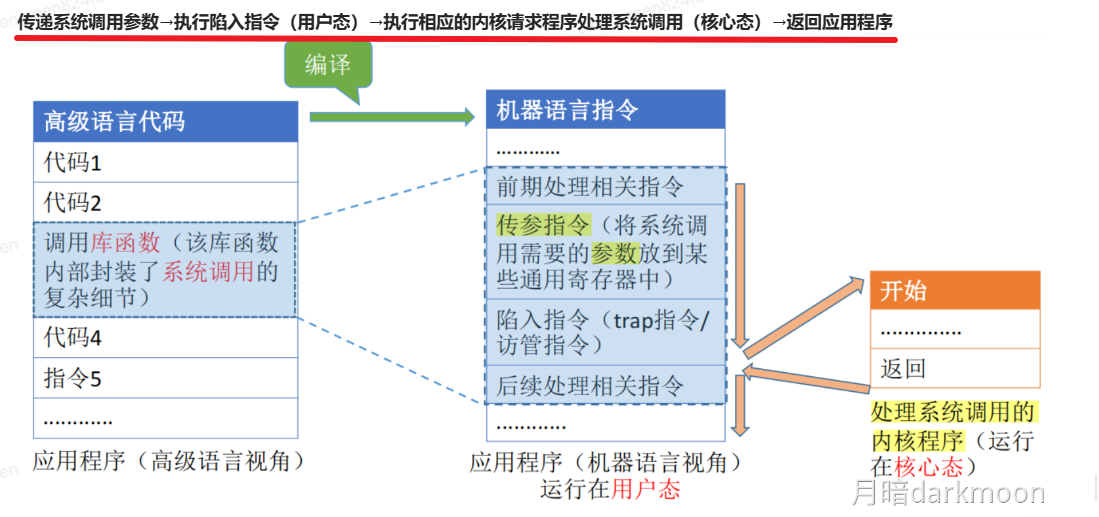 传递系统调用参数→执行陷入指令（用户态）→执行相应的内核请求程序处理系统调用（核心态）→返回应用程序
编译
高级语言代码
代码1
代码2
调用库函数（该库函数
内部封装了系统调用的
复杂细节）
代码4
指令5
............
应用程序（高级语言视角）
机器语言指令
............
前期处理相关指令
传参指令（将系统调
用需要的参数放到某
些通用寄存器中）
陷入指令（trap指令/
访管指令）
后续处理相关指令
............
应用程序（机器语言视角）
运行在用户态
开始
..............
返回
处理系统调用的
内核程序（运行
在核心态）
月暗darkmoon